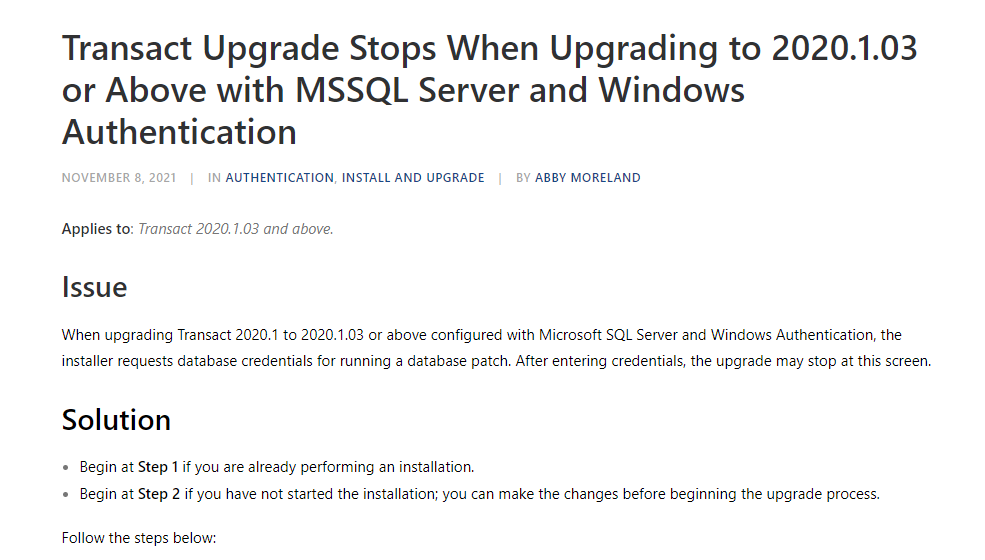 Transact Upgrade Stops When Upgrading to 2020.1.03
or Above with MSSQL Server and Windows
Authentication
NOVEMBER 8, 2021 | IN AUTHENTICATION, INSTALL AND UPGRADE | BY ABBY MORELAND
Applies to: Transact 2020.1.03 and above.
Issue
When upgrading Transact 2020.1 to 2020.1.03 or above configured with Microsoft SQL Server and Windows Authentication, the
installer requests database credentials for running a database patch. After entering credentials, the upgrade may stop at this screen.
Solution
• Begin at Step 1 if you are already performing an installation.
• Begin at Step 2 if you have not started the installation; you can make the changes before beginning the upgrade process.
Follow the steps below: